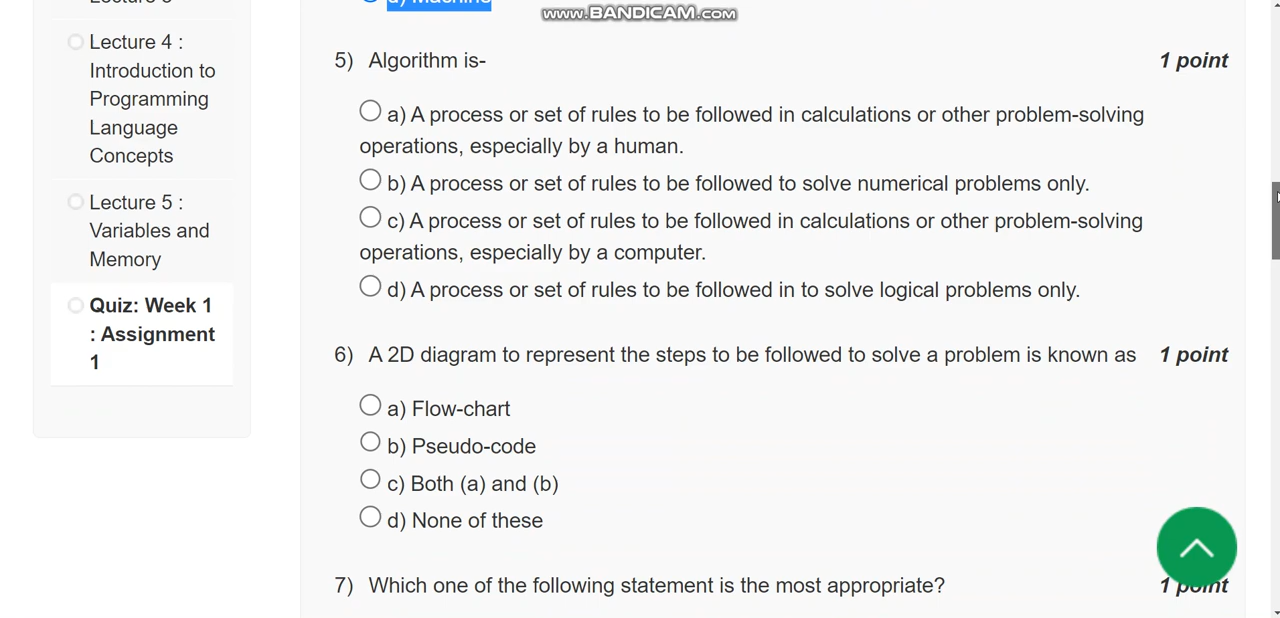 www.BANDICAM.com
Lecture 4 :
Introduction to
Programming
Language
Concepts
Lecture 5 :
Variables and
Memory
Quiz: Week 1
: Assignment
1
5) Algorithm is- 1 point
a) A process or set of rules to be followed in calculations or other problem-solving
operations, especially by a human.
b) A process or set of rules to be followed to solve numerical problems only.
c) A process or set of rules to be followed in calculations or other problem-solving
operations, especially by a computer.
d) A process or set of rules to be followed in to solve logical problems only.
6) A 2D diagram to represent the steps to be followed to solve a problem is known as 1 point
a) Flow-chart
b) Pseudo-code
c) Both (a) and (b)
d) None of these
7) Which one of the following statement is the most appropriate? 1 point